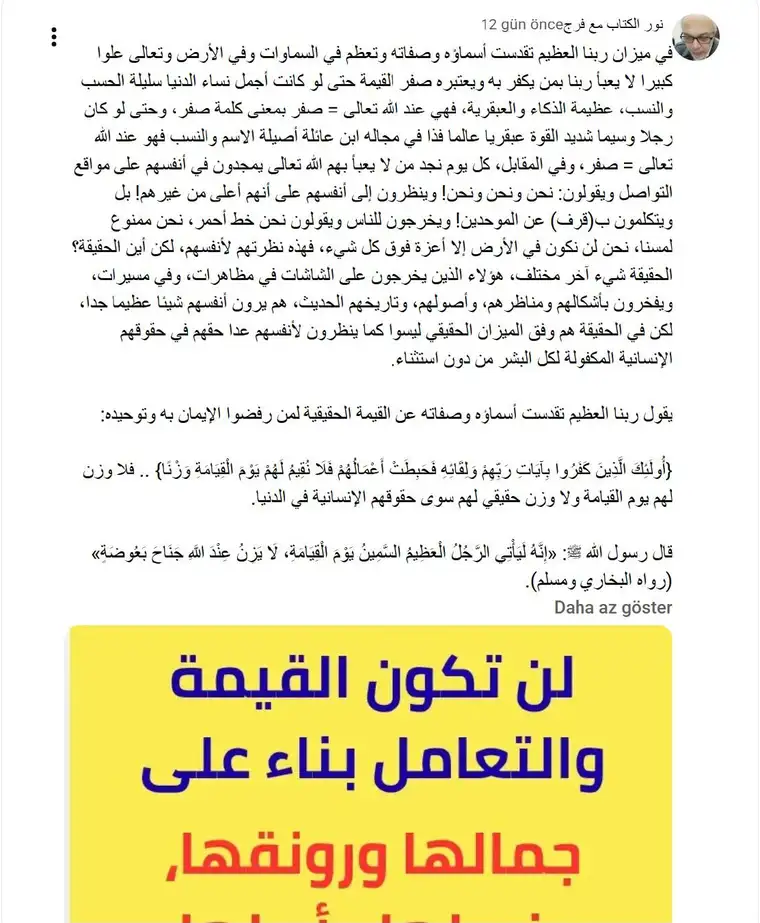 نور الكتاب مع فرج 12 gün önce
في ميزان ربنا العظيم تقدست أسماؤه وصفاته وتعظم في السماوات وفي الأرض وتعالى علوا
كبيرا لا يعبأ ربنا بمن يكفر به ويعتبره صفر القيمة حتى لو كانت أجمل نساء الدنيا سليلة الحسب
والنسب، عظيمة الذكاء والعبقرية، فهي عند الله تعالى = صفر بمعنى كلمة صفر، وحتى لو كان
رجلا وسيما شديد القوة عبقريا عالما فذا في مجاله ابن عائلة أصيلة الاسم والنسب فهو عند الله
تعالى = صفر، وفي المقابل، كل يوم نجد من لا يعبأ بهم الله تعالى يمجدون في أنفسهم على مواقع
التواصل ويقولون: نحن ونحن ونحن! وينظرون إلى أنفسهم على أنهم أعلى من غيرهم! بل
ويتكلمون ب(قرف) عن الموحدين! ويخرجون للناس ويقولون نحن خط أحمر، نحن ممنوع
لمسنا، نحن لن نكون في الأرض إلا أعزة فوق كل شيء، فهذه نظرتهم لأنفسهم، لكن أين الحقيقة؟
الحقيقة شيء آخر مختلف، هؤلاء الذين يخرجون على الشاشات في مظاهرات، وفي مسيرات،
ويفخرون بأشكالهم ومناظرهم، وأصولهم، وتاريخهم الحديث، هم يرون أنفسهم شيئا عظيما جدا،
لكن في الحقيقة هم وفق الميزان الحقيقي ليسوا كما ينظرون لأنفسهم عدا حقهم في حقوقهم
الإنسانية المكفولة لكل البشر من دون استثناء.
يقول ربنا العظيم تقدست أسماؤه وصفاته عن القيمة الحقيقية لمن رفضوا الإيمان به وتوحيده:
{أُولَئِكَ الَّذِينَ كَفَرُوا بِآيَاتِ رَبِّهِمْ وَلِقَائِهِ فَحَبِطَتْ أَعْمَالُهُمْ فَلَا نُقِيمُ لَهُمْ يَوْمَ الْقِيَامَةِ وَزْنًا} .. فلا وزن
لهم يوم القيامة ولا وزن حقيقي لهم سوى حقوقهم الإنسانية في الدنيا.
قال رسول الله ﷺ: «إِنَّهُ لَيَأْتِي الرَّجُلُ الْعَظِيمُ السَّمِينُ يَوْمَ الْقِيَامَةِ، لَا يَزِنُ عِنْدَ اللَّهِ جَنَاحَ بَعُوضَةٍ»
(رواه البخاري ومسلم).
Daha az göster
لن تكون القيمة
والتعامل بناء على
جمالها ورونقها،